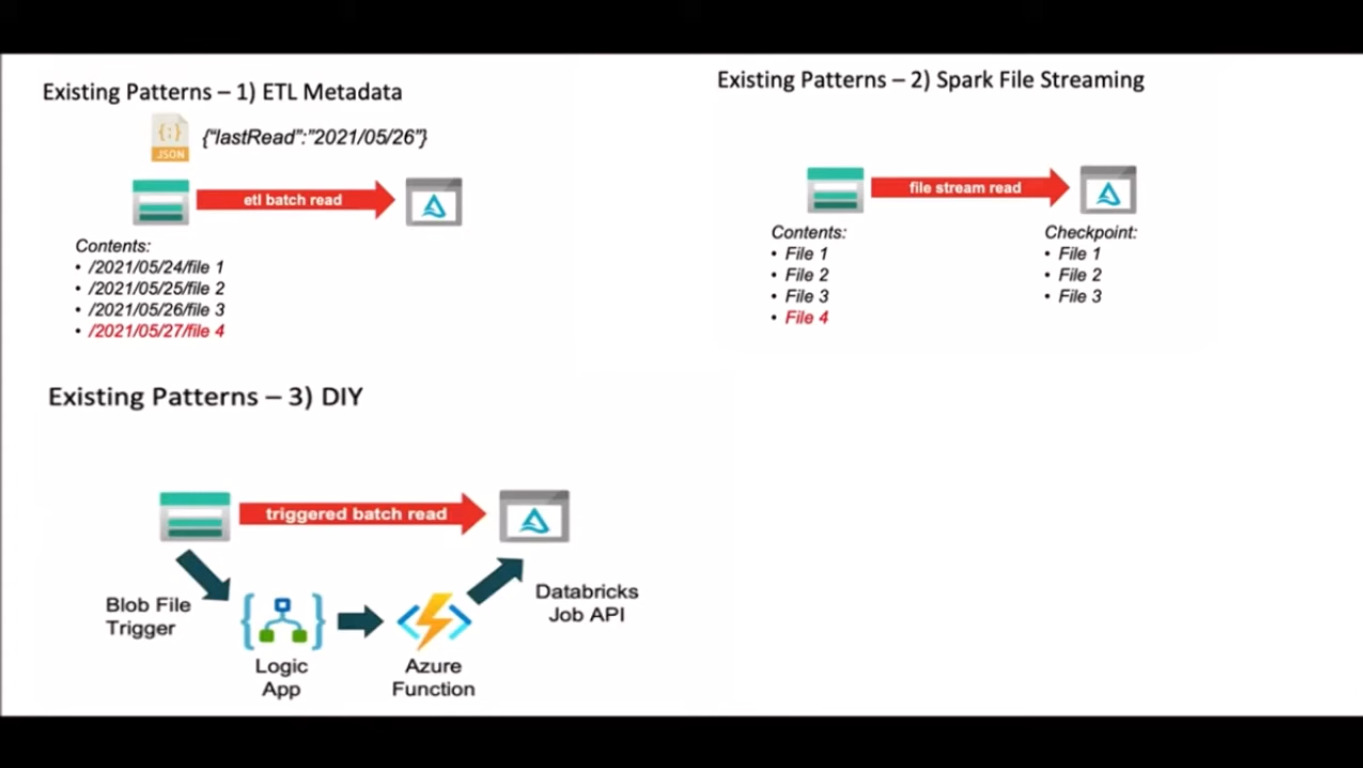 Existing Patterns – 1) ETL Metadata
{:}
JSON
{“lastRead”:”2021/05/26”}
etl batch read
Contents:
• /2021/05/24/file 1
• /2021/05/25/file 2
• /2021/05/26/file 3
• /2021/05/27/file 4
Existing Patterns – 2) Spark File Streaming
file stream read
Contents:
• File 1
• File 2
• File 3
• File 4
Checkpoint:
• File 1
• File 2
• File 3
Existing Patterns – 3) DIY
triggered batch read
Blob File
Trigger
Logic
App
Azure
Function
Databricks
Job API